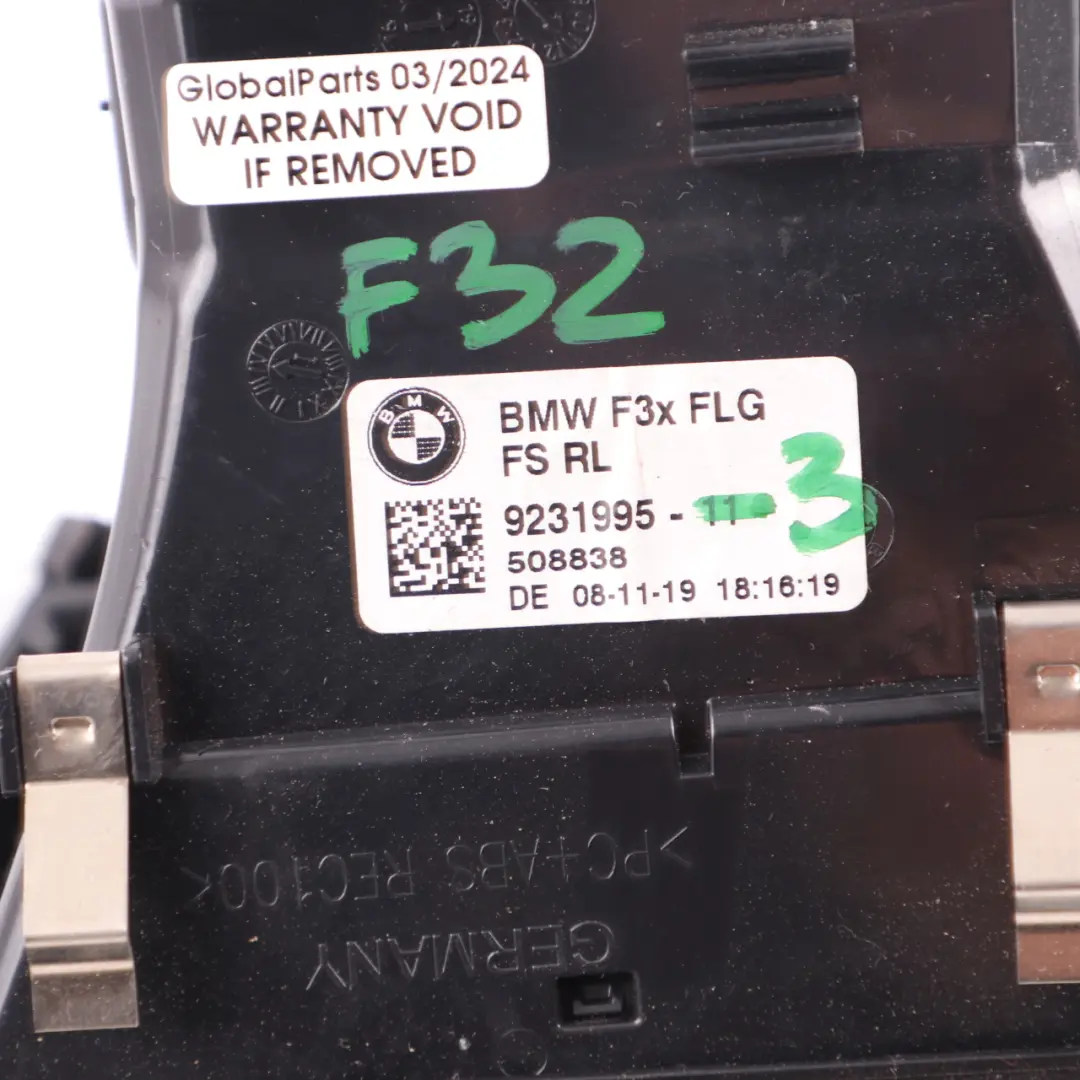 GlobalParts 03/2024
WARRANTY VOID
IF REMOVED
F32
BMW
BMW F3x FLG
FS RL
9231995 - 11 - 3
508838
DE 08-11-19 18:16:19
>PC+ABS REC100<
GERMANY